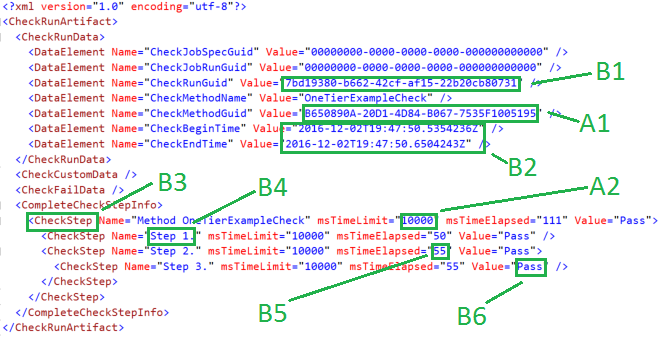 <?xml version="1.0" encoding="utf-8"?>
<CheckRunArtifact>
<CheckRunData>
<DataElement Name="CheckJobSpecGuid" Value="00000000-0000-0000-0000-000000000000" />
<DataElement Name="CheckJobRunGuid" Value="00000000-0000-0000-0000-000000000000" />
<DataElement Name="CheckRunGuid" Value="7bd19380-b662-42cf-af15-22b20cb80731" /> B1
<DataElement Name="CheckMethodName" Value="OneTierExampleCheck" />
<DataElement Name="CheckMethodGuid" Value="B650890A-20D1-4D84-B067-7535F1005195" /> A1
<DataElement Name="CheckBeginTime" Value="2016-12-02T19:47:50.5354236Z" />
<DataElement Name="CheckEndTime" Value="2016-12-02T19:47:50.6504243Z" /> B2
</CheckRunData>
<CheckCustomData />
<CheckFailData />
B3 B4 A2
<CompleteCheckStepInfo>
<CheckStep Name="Method OneTierExampleCheck" msTimeLimit="10000" msTimeElapsed="111" Value="Pass">
<CheckStep Name="Step 1." msTimeLimit="10000" msTimeElapsed="50" Value="Pass" />
<CheckStep Name="Step 2." msTimeLimit="10000" msTimeElapsed="55" Value="Pass">
<CheckStep Name="Step 3." msTimeLimit="10000" msTimeElapsed="55" Value="Pass" />
</CheckStep>
</CheckStep>
</CompleteCheckStepInfo>
B5 B6
</CheckRunArtifact>